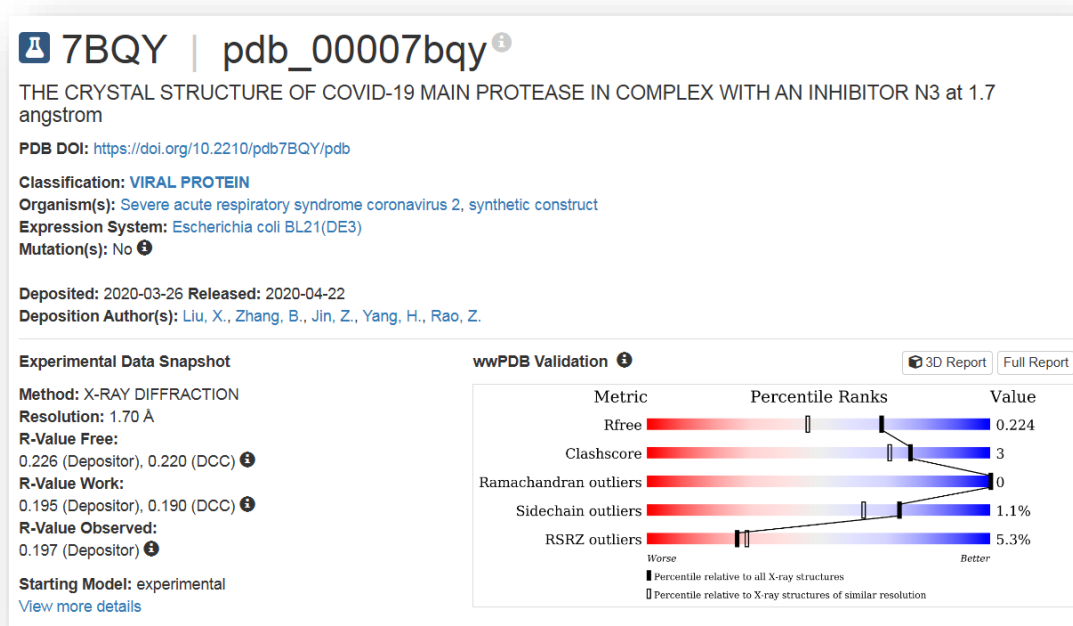 7BQY | pdb_00007bqy
THE CRYSTAL STRUCTURE OF COVID-19 MAIN PROTEASE IN COMPLEX WITH AN INHIBITOR N3 at 1.7
angstrom
PDB DOI: https://doi.org/10.2210/pdb7BQY/pdb
Classification: VIRAL PROTEIN
Organism(s): Severe acute respiratory syndrome coronavirus 2, synthetic construct
Expression System: Escherichia coli BL21(DE3)
Mutation(s): No
Deposited: 2020-03-26 Released: 2020-04-22
Deposition Author(s): Liu, X., Zhang, B., Jin, Z., Yang, H., Rao, Z.
Experimental Data Snapshot
Method: X-RAY DIFFRACTION
Resolution: 1.70 Å
R-Value Free:
0.226 (Depositor), 0.220 (DCC)
R-Value Work:
0.195 (Depositor), 0.190 (DCC)
R-Value Observed:
0.197 (Depositor)
Starting Model: experimental
View more details
wwPDB Validation
3D Report
Full Report
Metric Percentile Ranks Value
Rfree 0.224
Clashscore 3
Ramachandran outliers 0
Sidechain outliers 1.1%
RSRZ outliers 5.3%
Worse Better
Percentile relative to all X-ray structures
Percentile relative to X-ray structures of similar resolution